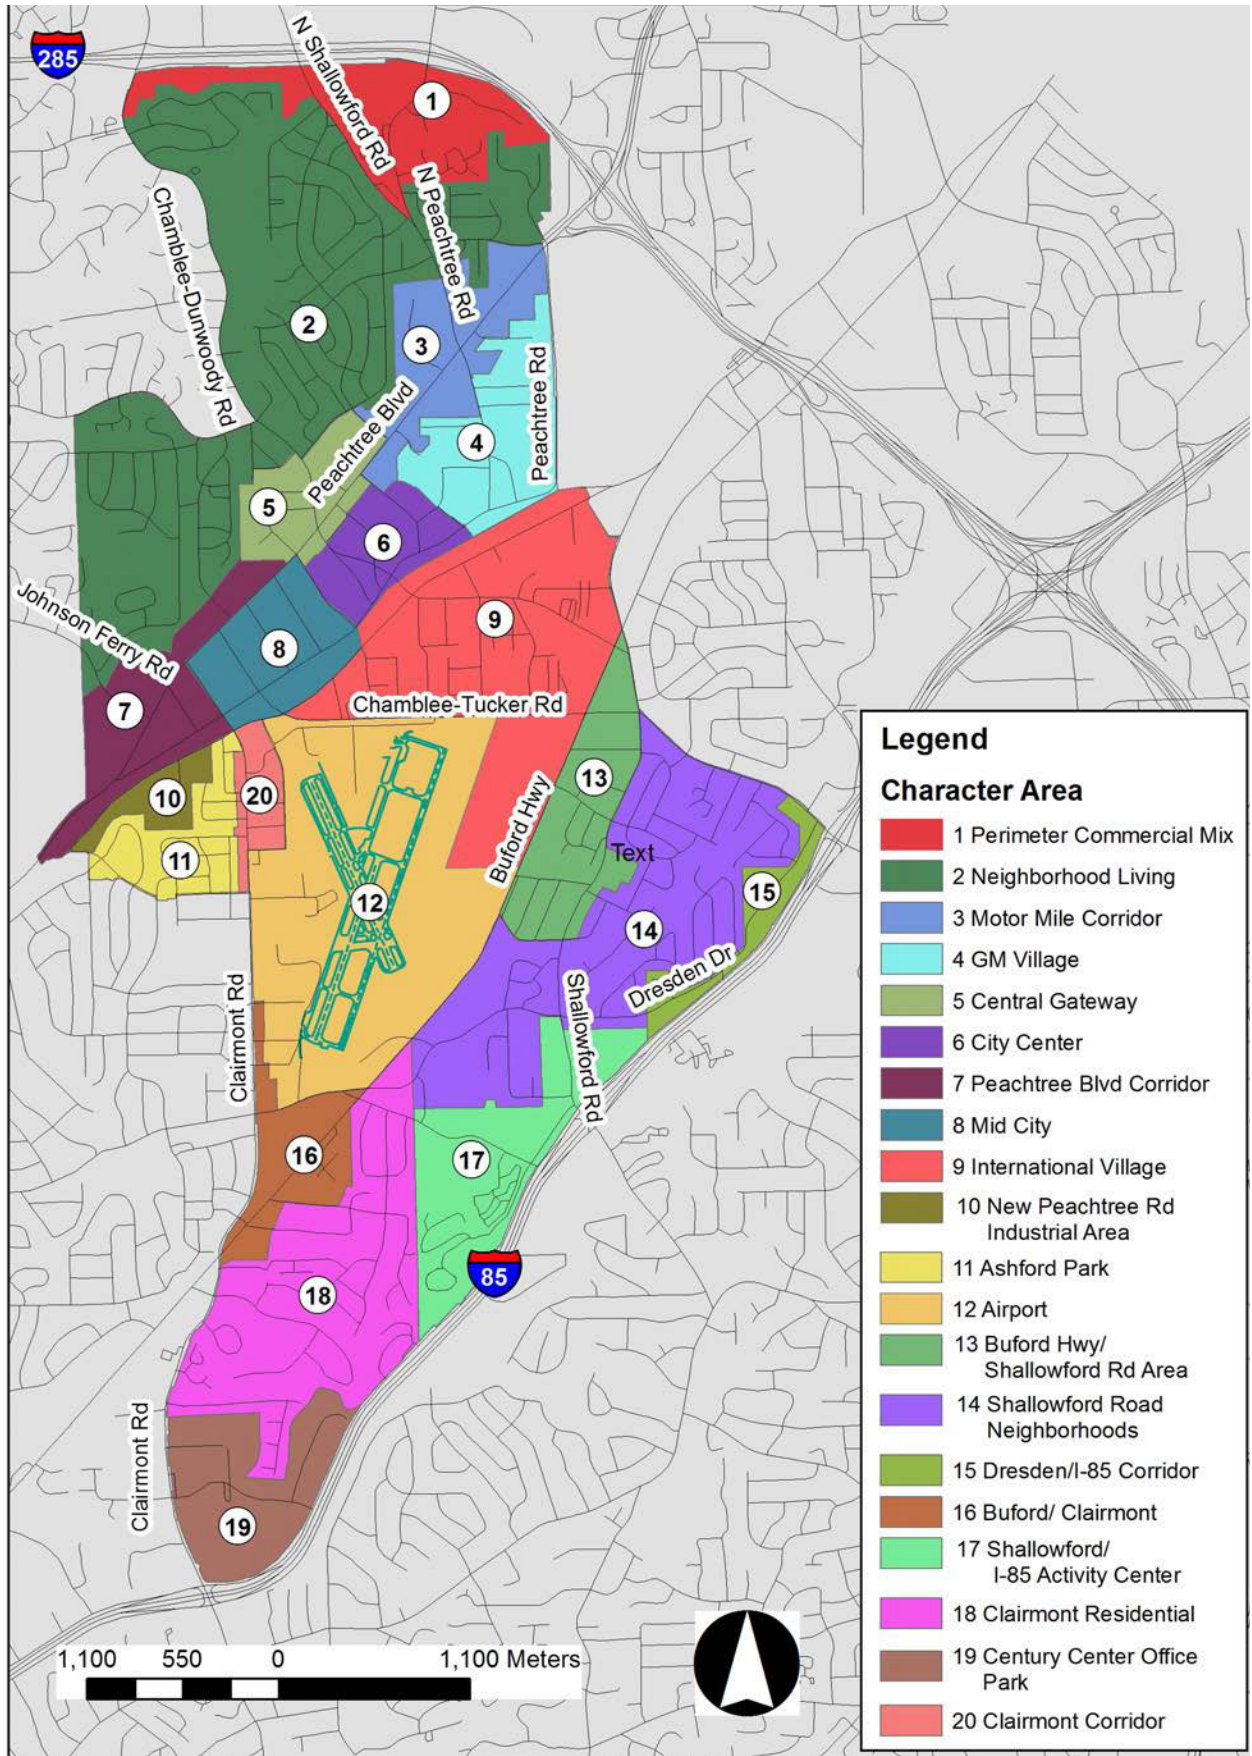 285
N Shallowford Rd
1
N Peachtree Rd
Chamblee-Dunwoody Rd
2
3
Peachtree Rd
Peachtree Blvd
4
5
6
Johnson Ferry Rd
9
8
7
Chamblee-Tucker Rd
13
10
20
Buford Hwy
11
Text
15
12
14
Dresden Dr
Shallowford Rd
Clairmont Rd
16
17
85
18
Clairmont Rd
19
1,100 550 0 1,100 Meters
Legend
Character Area
1 Perimeter Commercial Mix
2 Neighborhood Living
3 Motor Mile Corridor
4 GM Village
5 Central Gateway
6 City Center
7 Peachtree Blvd Corridor
8 Mid City
9 International Village
10 New Peachtree Rd
Industrial Area
11 Ashford Park
12 Airport
13 Buford Hwy/
Shallowford Rd Area
14 Shallowford Road
Neighborhoods
15 Dresden/I-85 Corridor
16 Buford/ Clairmont
17 Shallowford/
I-85 Activity Center
18 Clairmont Residential
19 Century Center Office
Park
20 Clairmont Corridor